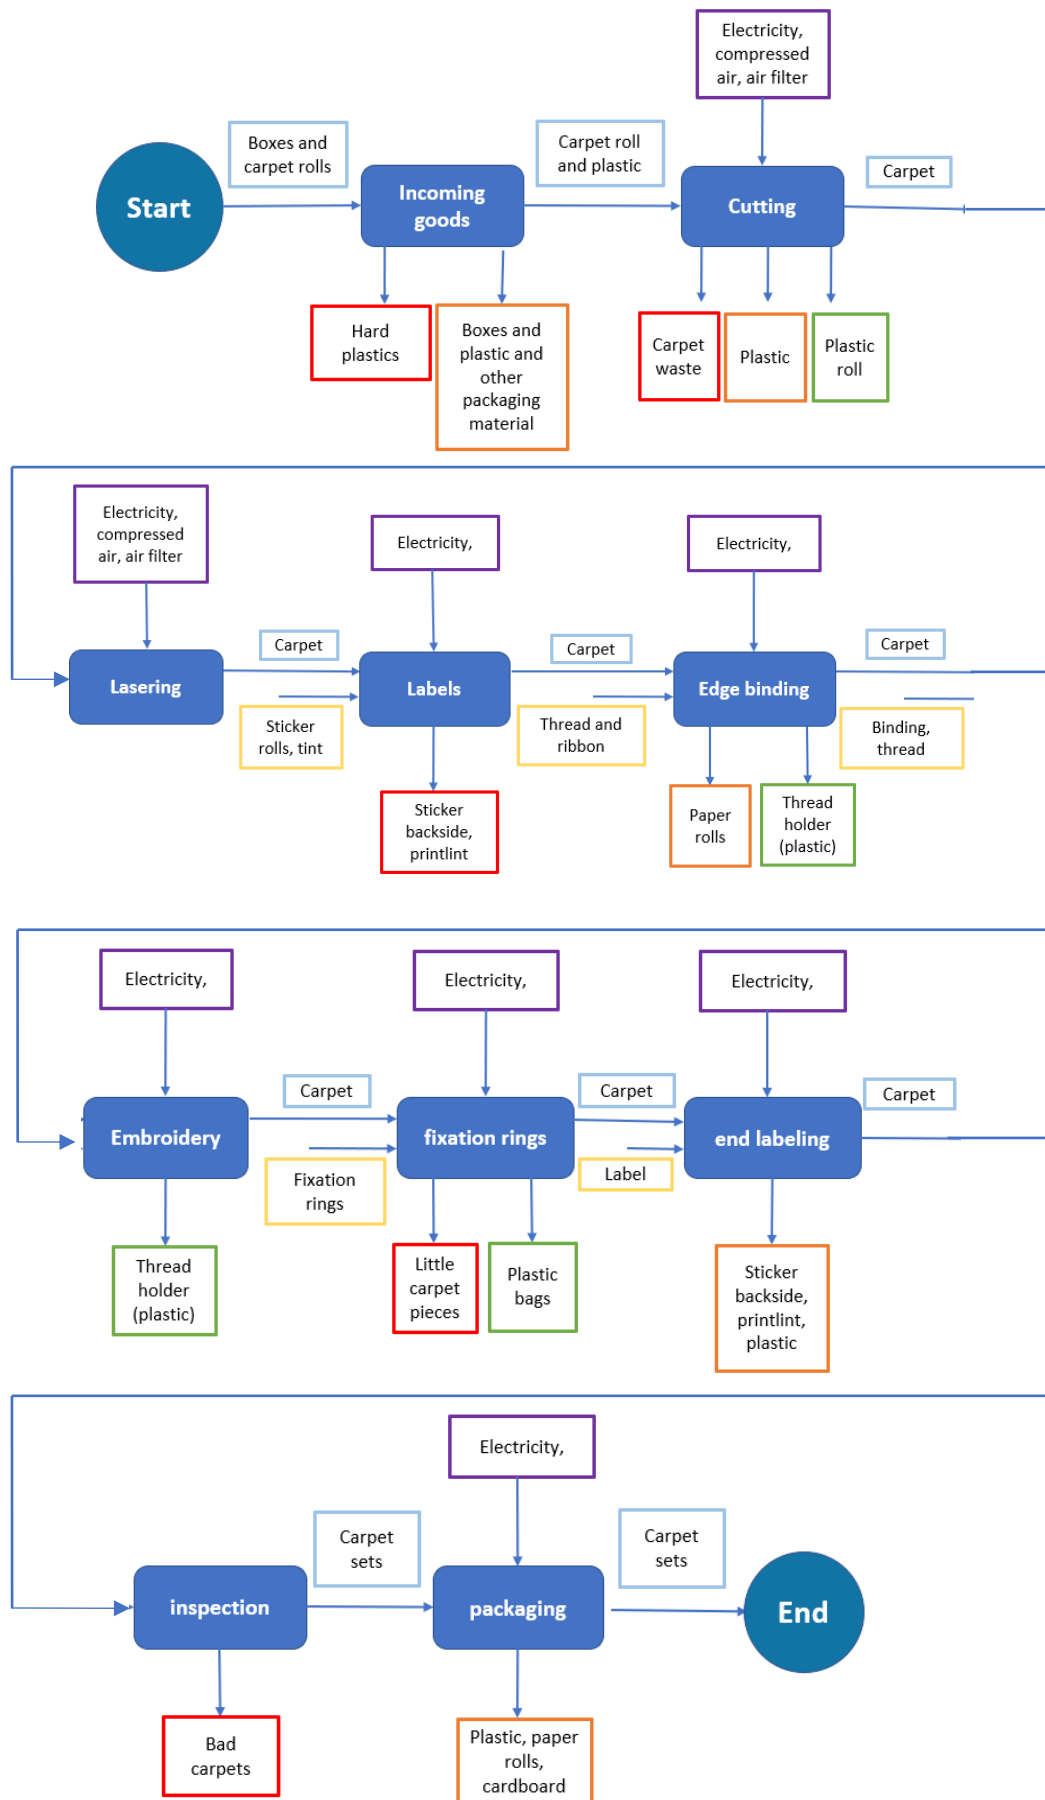 Electricity,
compressed
air, air filter
Boxes and
carpet rolls
Carpet roll
and plastic
Carpet
Start
Incoming
goods
Cutting
Hard
plastics
Boxes and
plastic and
other
packaging
material
Carpet
waste
Plastic
Plastic
roll
Electricity,
compressed
air, air filter
Electricity,
Electricity,
Carpet
Carpet
Carpet
Lasering
Labels
Edge binding
Sticker
rolls, tint
Thread and
ribbon
Binding,
thread
Sticker
backside,
printlint
Paper
rolls
Thread
holder
(plastic)
Electricity,
Electricity,
Electricity,
Carpet
Carpet
Carpet
Embroidery
fixation rings
end labeling
Fixation
rings
Label
Thread
holder
(plastic)
Little
carpet
pieces
Plastic
bags
Sticker
backside,
printlint,
plastic
Electricity,
Carpet
sets
Carpet
sets
inspection
packaging
End
Bad
carpets
Plastic, paper
rolls,
cardboard